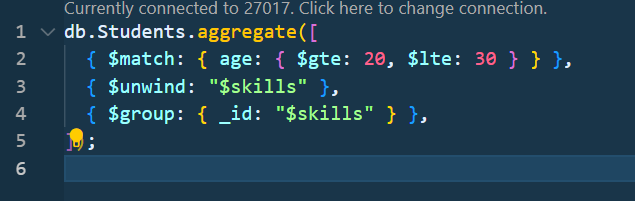 Currently connected to 27017. Click here to change connection.
1 db.Students.aggregate([
2 { $match: { age: { $gte: 20, $lte: 30 } } },
3 { $unwind: "$skills" },
4 { $group: { _id: "$skills" } },
5 ]);
6